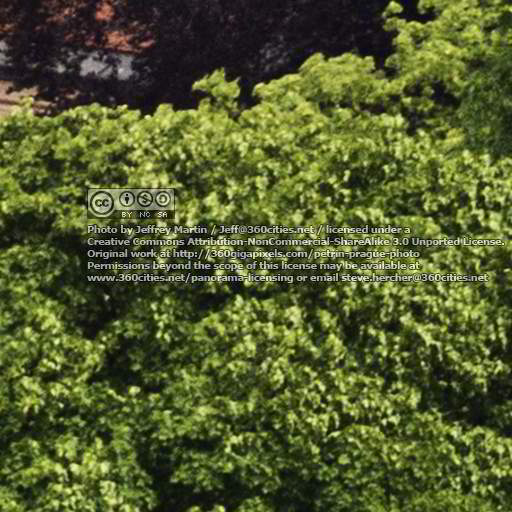 cc
BY NC SA
Photo by Jeffrey Martin / Jeff@360cities.net / licensed under a
Creative Commons Attribution-NonCommercial-ShareAlike 3.0 Unported License.
Original work at http://360gigapixels.com/petrin-prague-photo
Permissions beyond the scope of this license may be available at
www.360cities.net/panorama-licensing or email steve.hercher@360cities.net